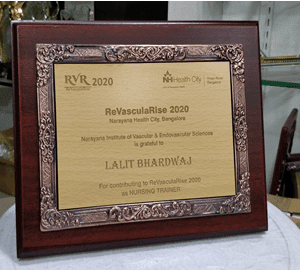 RVR 2020
NH Health City
ReVasculaRise 2020
Narayana Health City, Bangalore
Narayana Institute of Vascular & Endovascular Sciences
is grateful to
LALIT BHARDWAJ
For contributing to ReVasculaRise 2020
as NURSING TRAINER